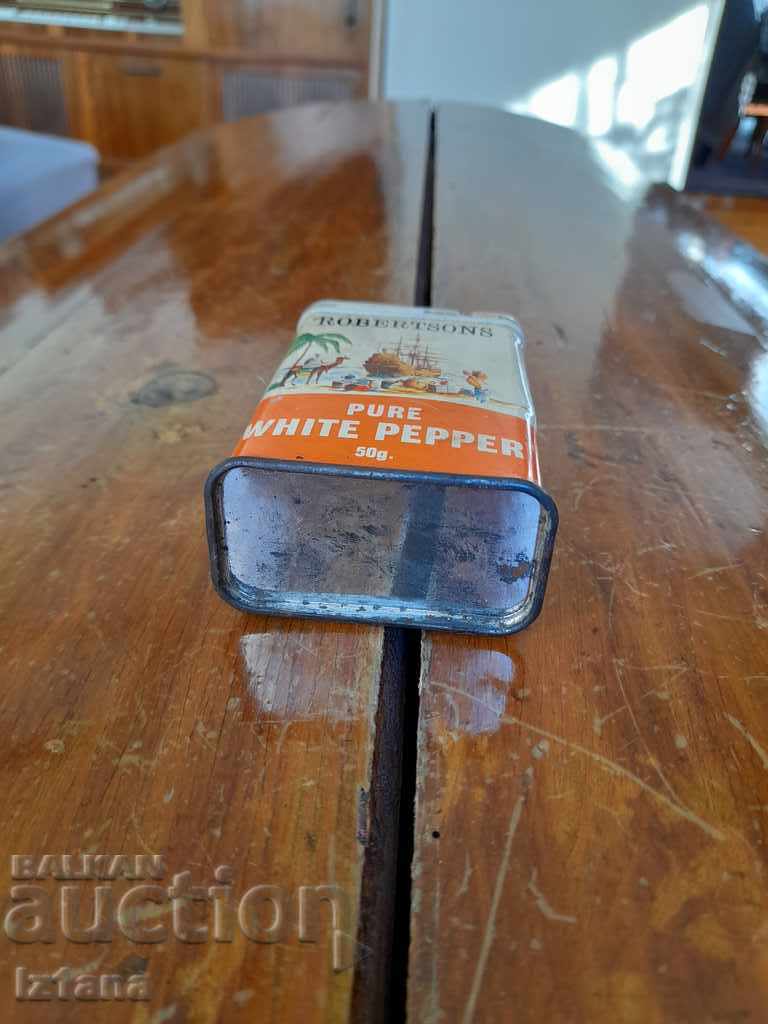 ROBERTSONS
PURE
WHITE PEPPER
50g.
BALKAN
auction
Iztana